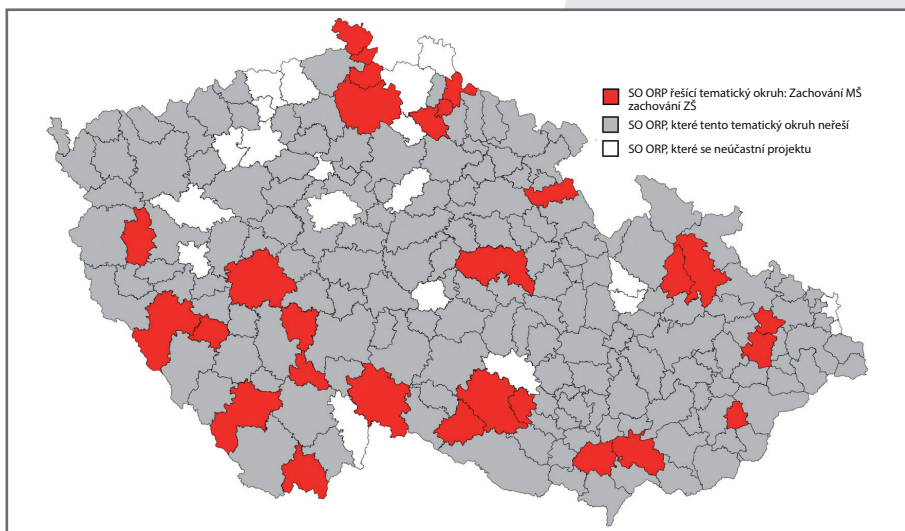 SO ORP řešící tematický okruh: Zachování MŠ
zachování ZŠ
SO ORP, které tento tematický okruh neřeší
SO ORP, které se neúčastní projektu